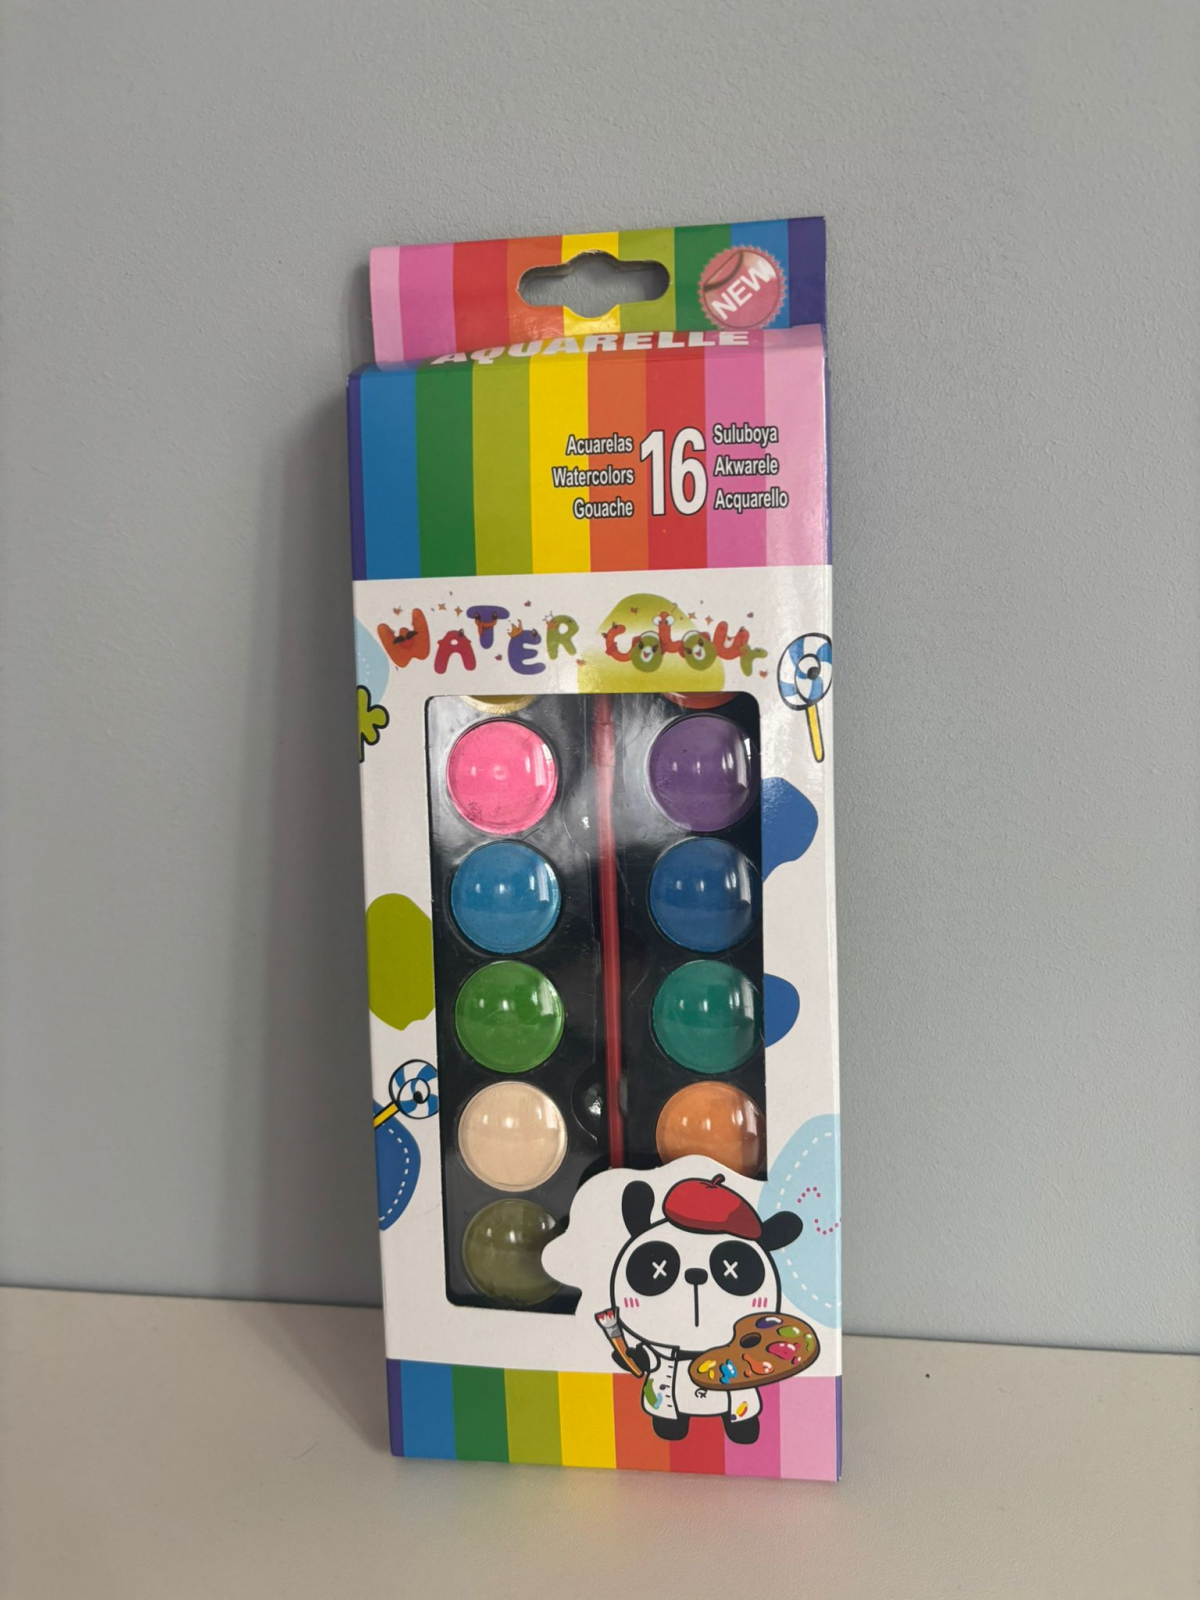 NEW
AQUARELLE
Acuarelas
Watercolors
Gouache
16
Suluboya
Akwarele
Acquarello
WATER COLOUr